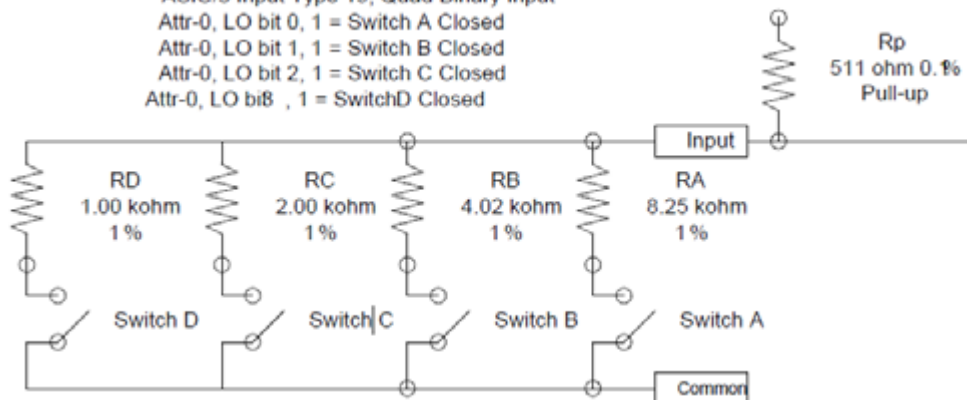 Attr-0, LO bit 0, 1 = Switch A Closed
Attr-0, LO bit 1, 1 = Switch B Closed
Attr-0, LO bit 2, 1 = Switch C Closed
Attr-0, LO bi8 , 1 = SwitchD Closed
Rp
511 ohm 0.1%
Pull-up
Input
RD
1.00 kohm
1%
RC
2.00 kohm
1%
RB
4.02 kohm
1%
RA
8.25 kohm
1%
Switch D
Switch C
Switch B
Switch A
Common